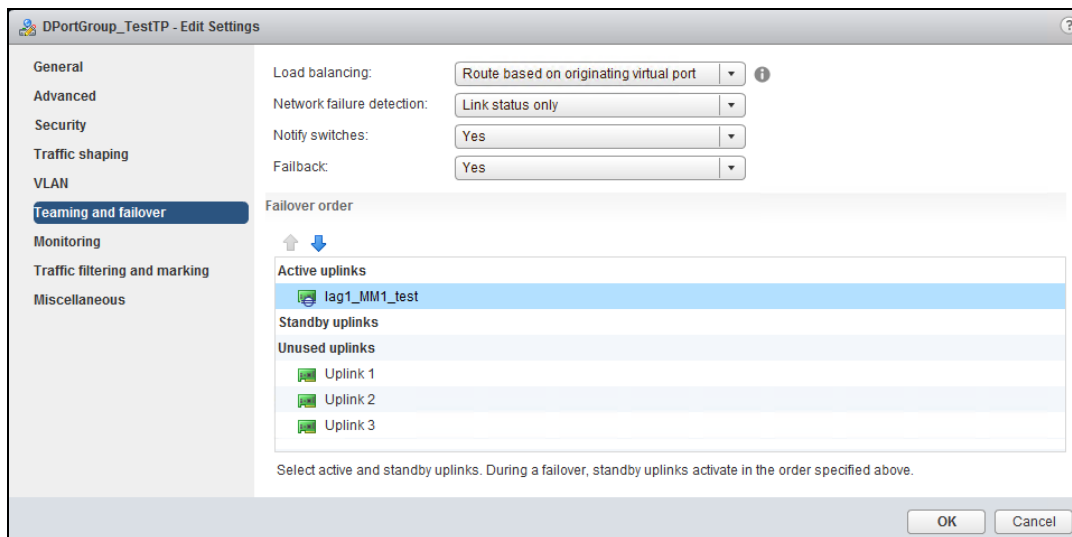 DPortGroup_TestTP - Edit Settings
?
General
Advanced
Security
Traffic shaping
VLAN
Teaming and failover
Monitoring
Traffic filtering and marking
Miscellaneous
Load balancing: Route based on originating virtual port
Network failure detection: Link status only
Notify switches: Yes
Failback: Yes
Failover order
Active uplinks
lag1_MM1_test
Standby uplinks
Unused uplinks
Uplink 1
Uplink 2
Uplink 3
Select active and standby uplinks. During a failover, standby uplinks activate in the order specified above.
OK Cancel